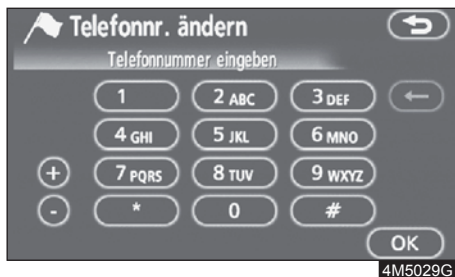 Telefonnr. ändern
Telefonnummer eingeben
1 2 ABC 3 DEF
4 GHI 5 JKL 6 MNO
+ 7 PQRS 8 TUV 9 WXYZ
- * 0 #
OK
4M5029G